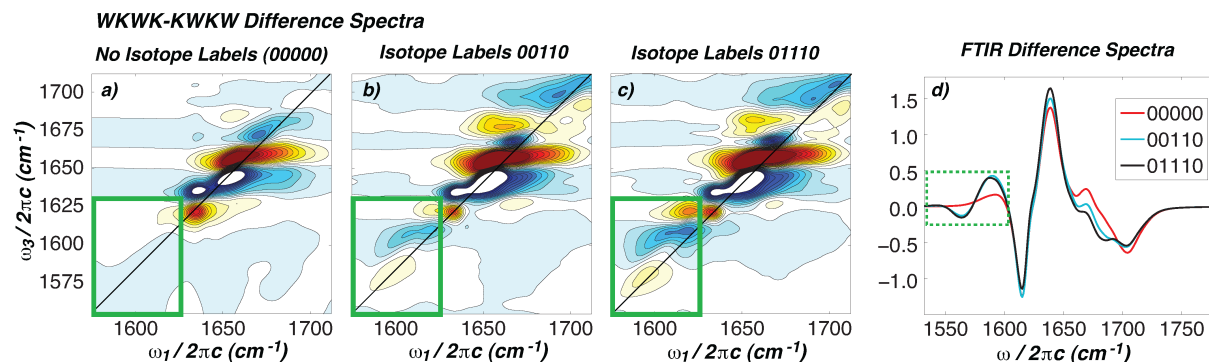 WKWK-KWKW Difference Spectra
No Isotope Labels (00000)
Isotope Labels 00110
Isotope Labels 01110
FTIR Difference Spectra
a)
b)
c)
d)
ω3 / 2πc (cm-1)
1700
1675
1650
1625
1600
1575
1600 1650 1700
ω1 / 2πc (cm-1)
1600 1650 1700
ω1 / 2πc (cm-1)
1600 1650 1700
ω1 / 2πc (cm-1)
1.5
1.0
0.5
0.0
−0.5
−1.0
00000
00110
01110
1550 1600 1650 1700 1750
ω / 2πc (cm-1)